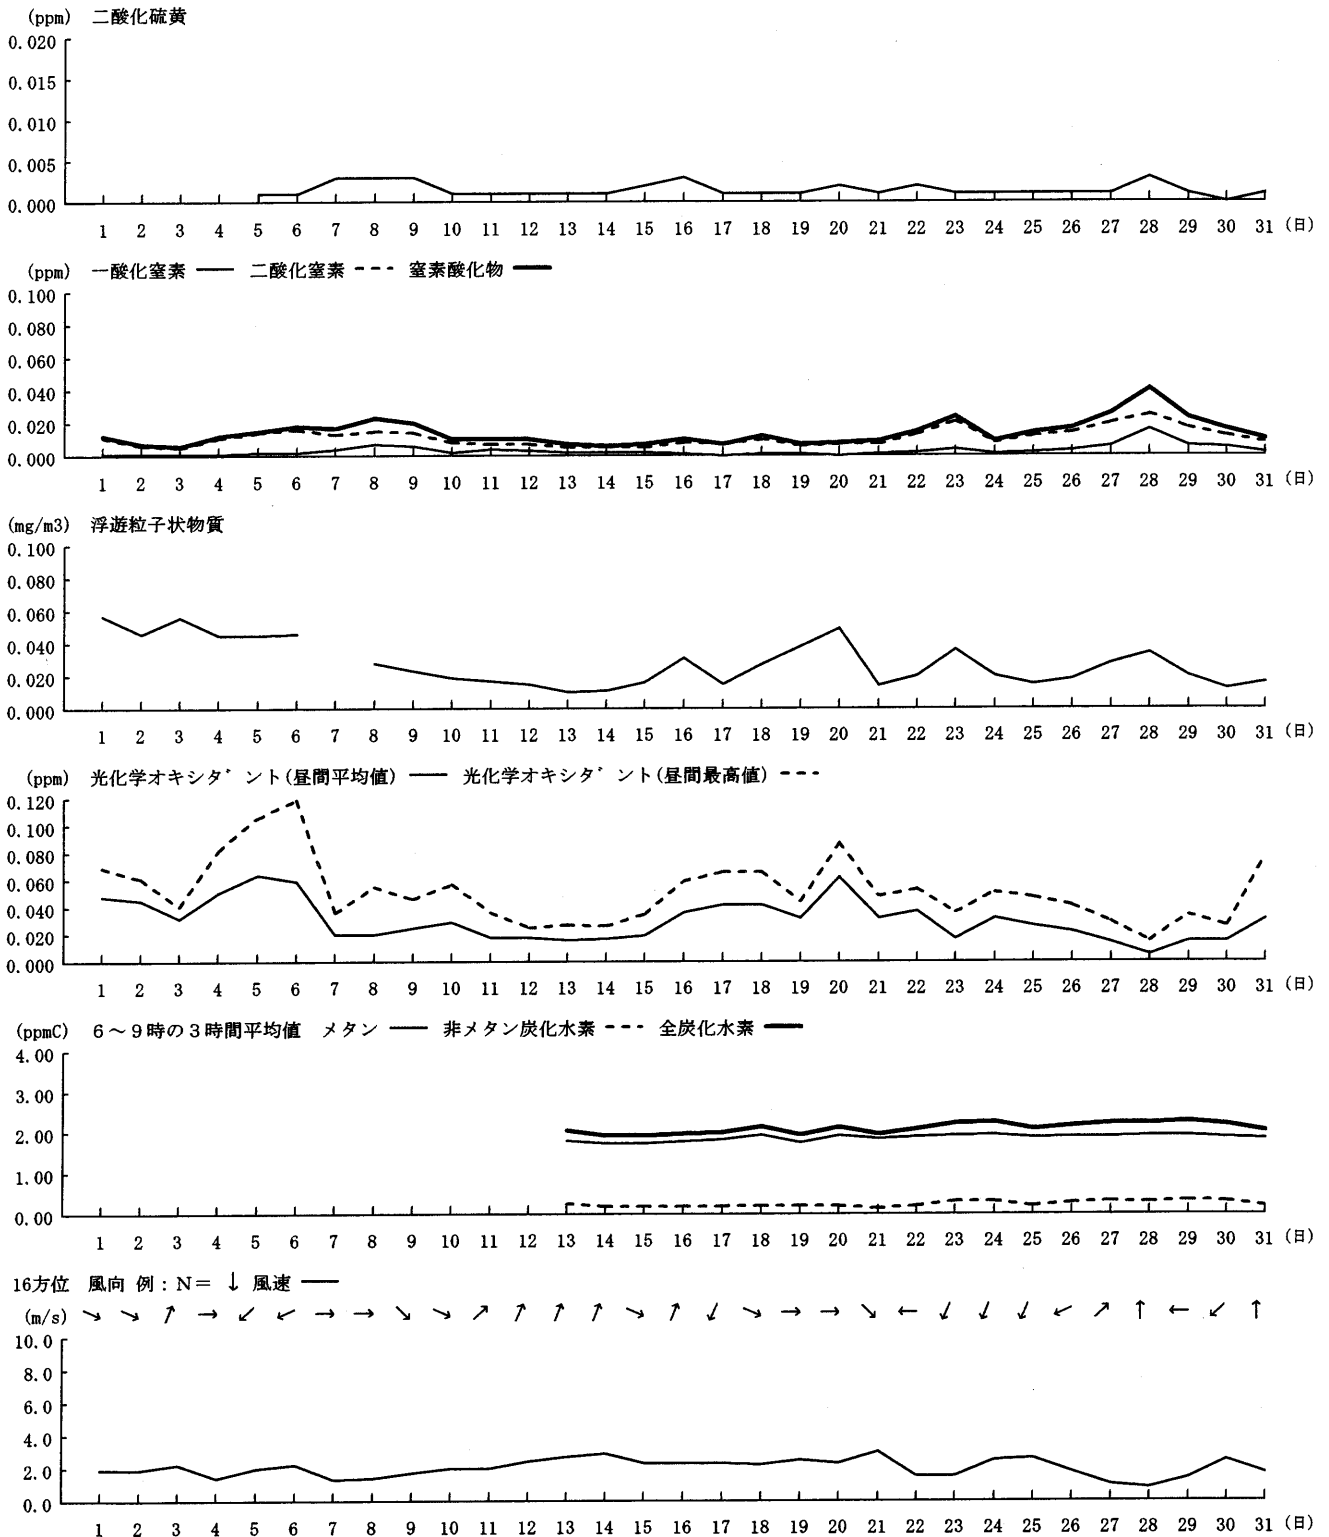 (ppm) 二酸化硫黄
0.020
0.015
0.010
0.005
0.000
1 2 3 4 5 6 7 8 9 10 11 12 13 14 15 16 17 18 19 20 21 22 23 24 25 26 27 28 29 30 31 (日)
(ppm) 一酸化窒素 二酸化窒素 窒素酸化物
0.100
0.080
0.060
0.040
0.020
0.000
1 2 3 4 5 6 7 8 9 10 11 12 13 14 15 16 17 18 19 20 21 22 23 24 25 26 27 28 29 30 31 (日)
(mg/m3) 浮遊粒子状物質
0.100
0.080
0.060
0.040
0.020
0.000
1 2 3 4 5 6 7 8 9 10 11 12 13 14 15 16 17 18 19 20 21 22 23 24 25 26 27 28 29 30 31 (日)
(ppm) 光化学オキシダント(昼間平均値) 光化学オキシダント(昼間最高値)
0.120
0.100
0.080
0.060
0.040
0.020
0.000
1 2 3 4 5 6 7 8 9 10 11 12 13 14 15 16 17 18 19 20 21 22 23 24 25 26 27 28 29 30 31 (日)
(ppmC) 6～9時の3時間平均値 メタン 非メタン炭化水素 全炭化水素
4.00
3.00
2.00
1.00
0.00
1 2 3 4 5 6 7 8 9 10 11 12 13 14 15 16 17 18 19 20 21 22 23 24 25 26 27 28 29 30 31 (日)
16方位 風向 例：N＝ ↓ 風速
(m/s)
10.0
8.0
6.0
4.0
2.0
0.0
1 2 3 4 5 6 7 8 9 10 11 12 13 14 15 16 17 18 19 20 21 22 23 24 25 26 27 28 29 30 31 (日)